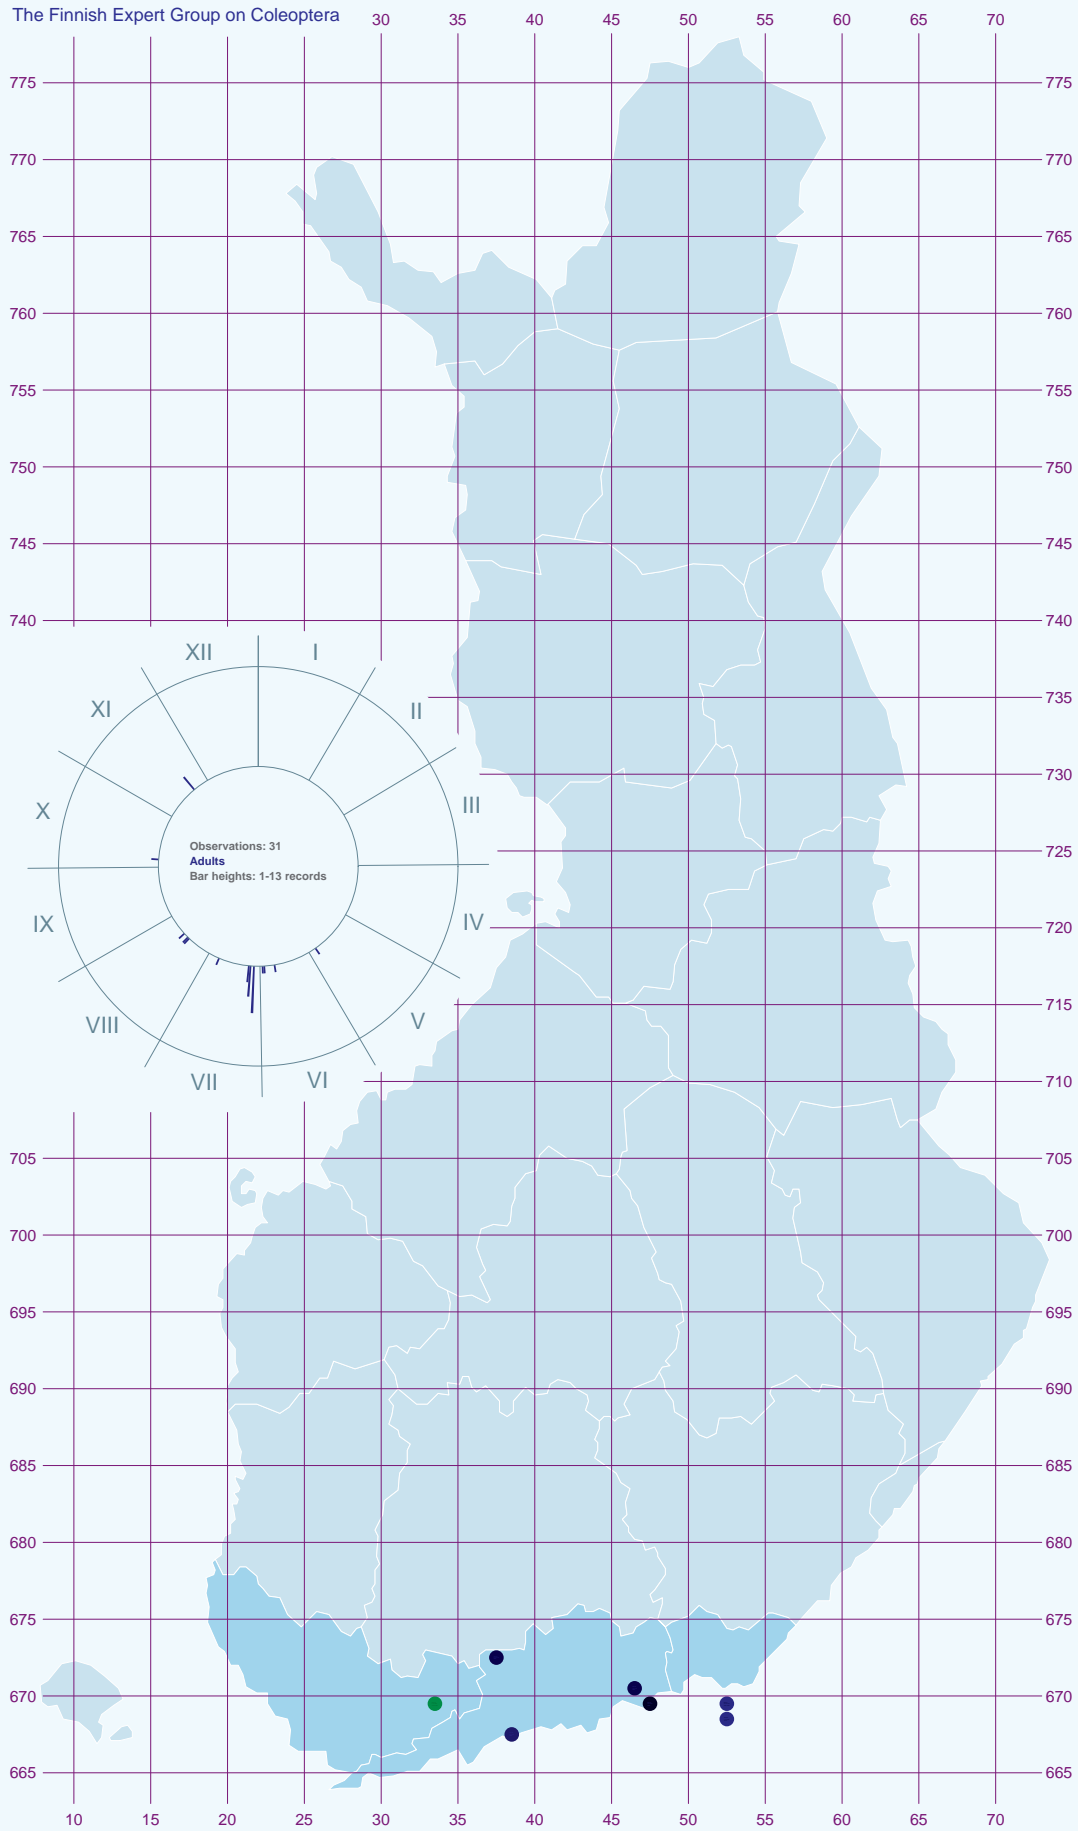 The Finnish Expert Group on Coleoptera 30 35 40 45 50 55 60 65 70
775 775
770 770
765 765
760 760
755 755
750 750
745 745
740 740
XII I
XI II
735
730
X III
Observations: 31
Adults
Bar heights: 1-13 records
725
IX IV
720
VIII V
715
VII VI
710
705 705
700 700
695 695
690 690
685 685
680 680
675 675
670 670
665 665
10 15 20 25 30 35 40 45 50 55 60 65 70